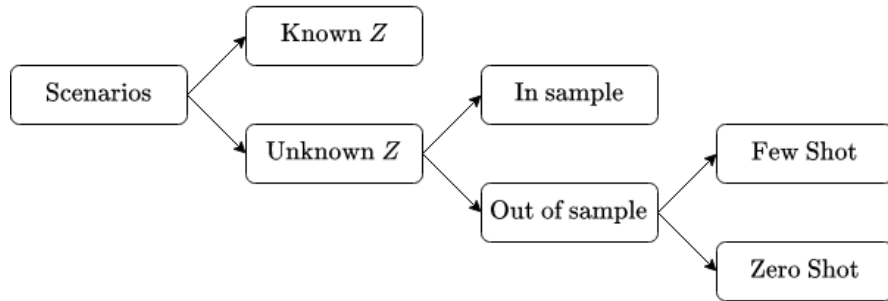 Known Z
Scenarios
In sample
Unknown Z
Few Shot
Out of sample
Zero Shot